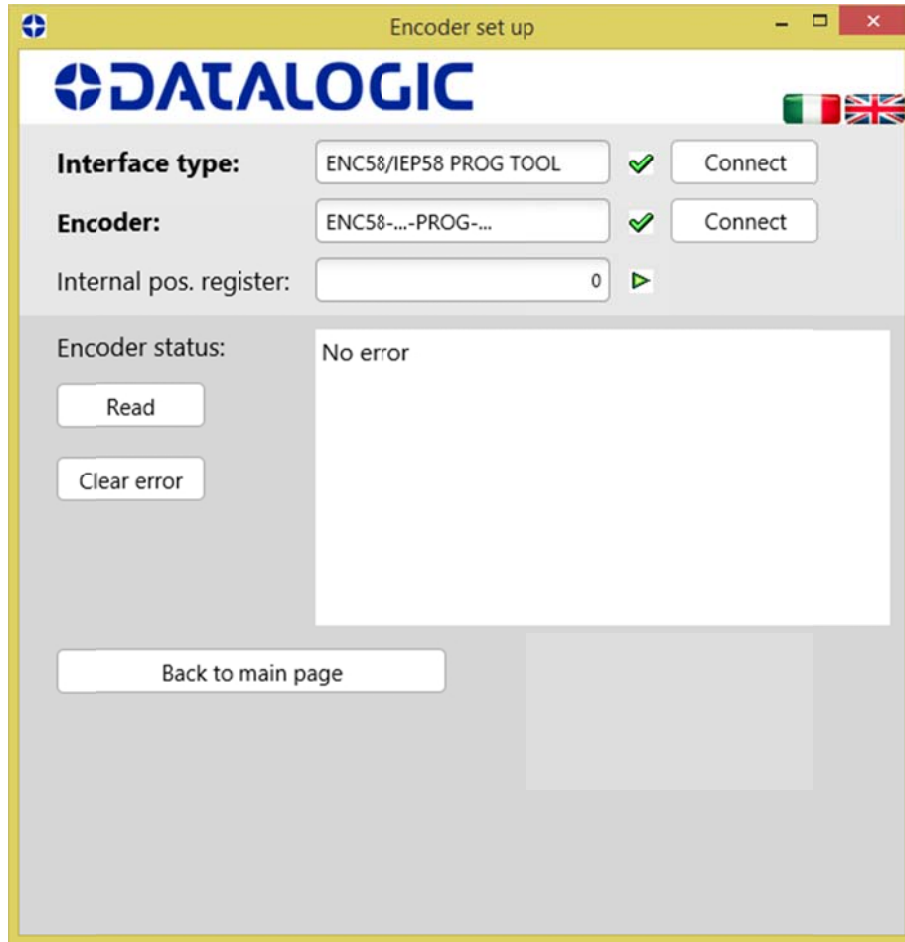 Encoder set up
DATALOGIC
Interface type: ENC58/IEP58 PROG TOOL Connect
Encoder: ENC58-...-PROG-... Connect
Internal pos. register: 0
Encoder status: No error
Read
Clear error
Back to main page